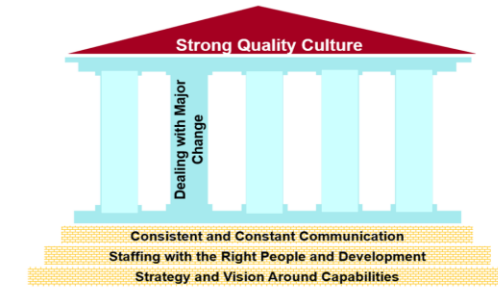 Strong Quality Culture
Dealing with Major
Change
Consistent and Constant Communication
Staffing with the Right People and Development
Strategy and Vision Around Capabilities